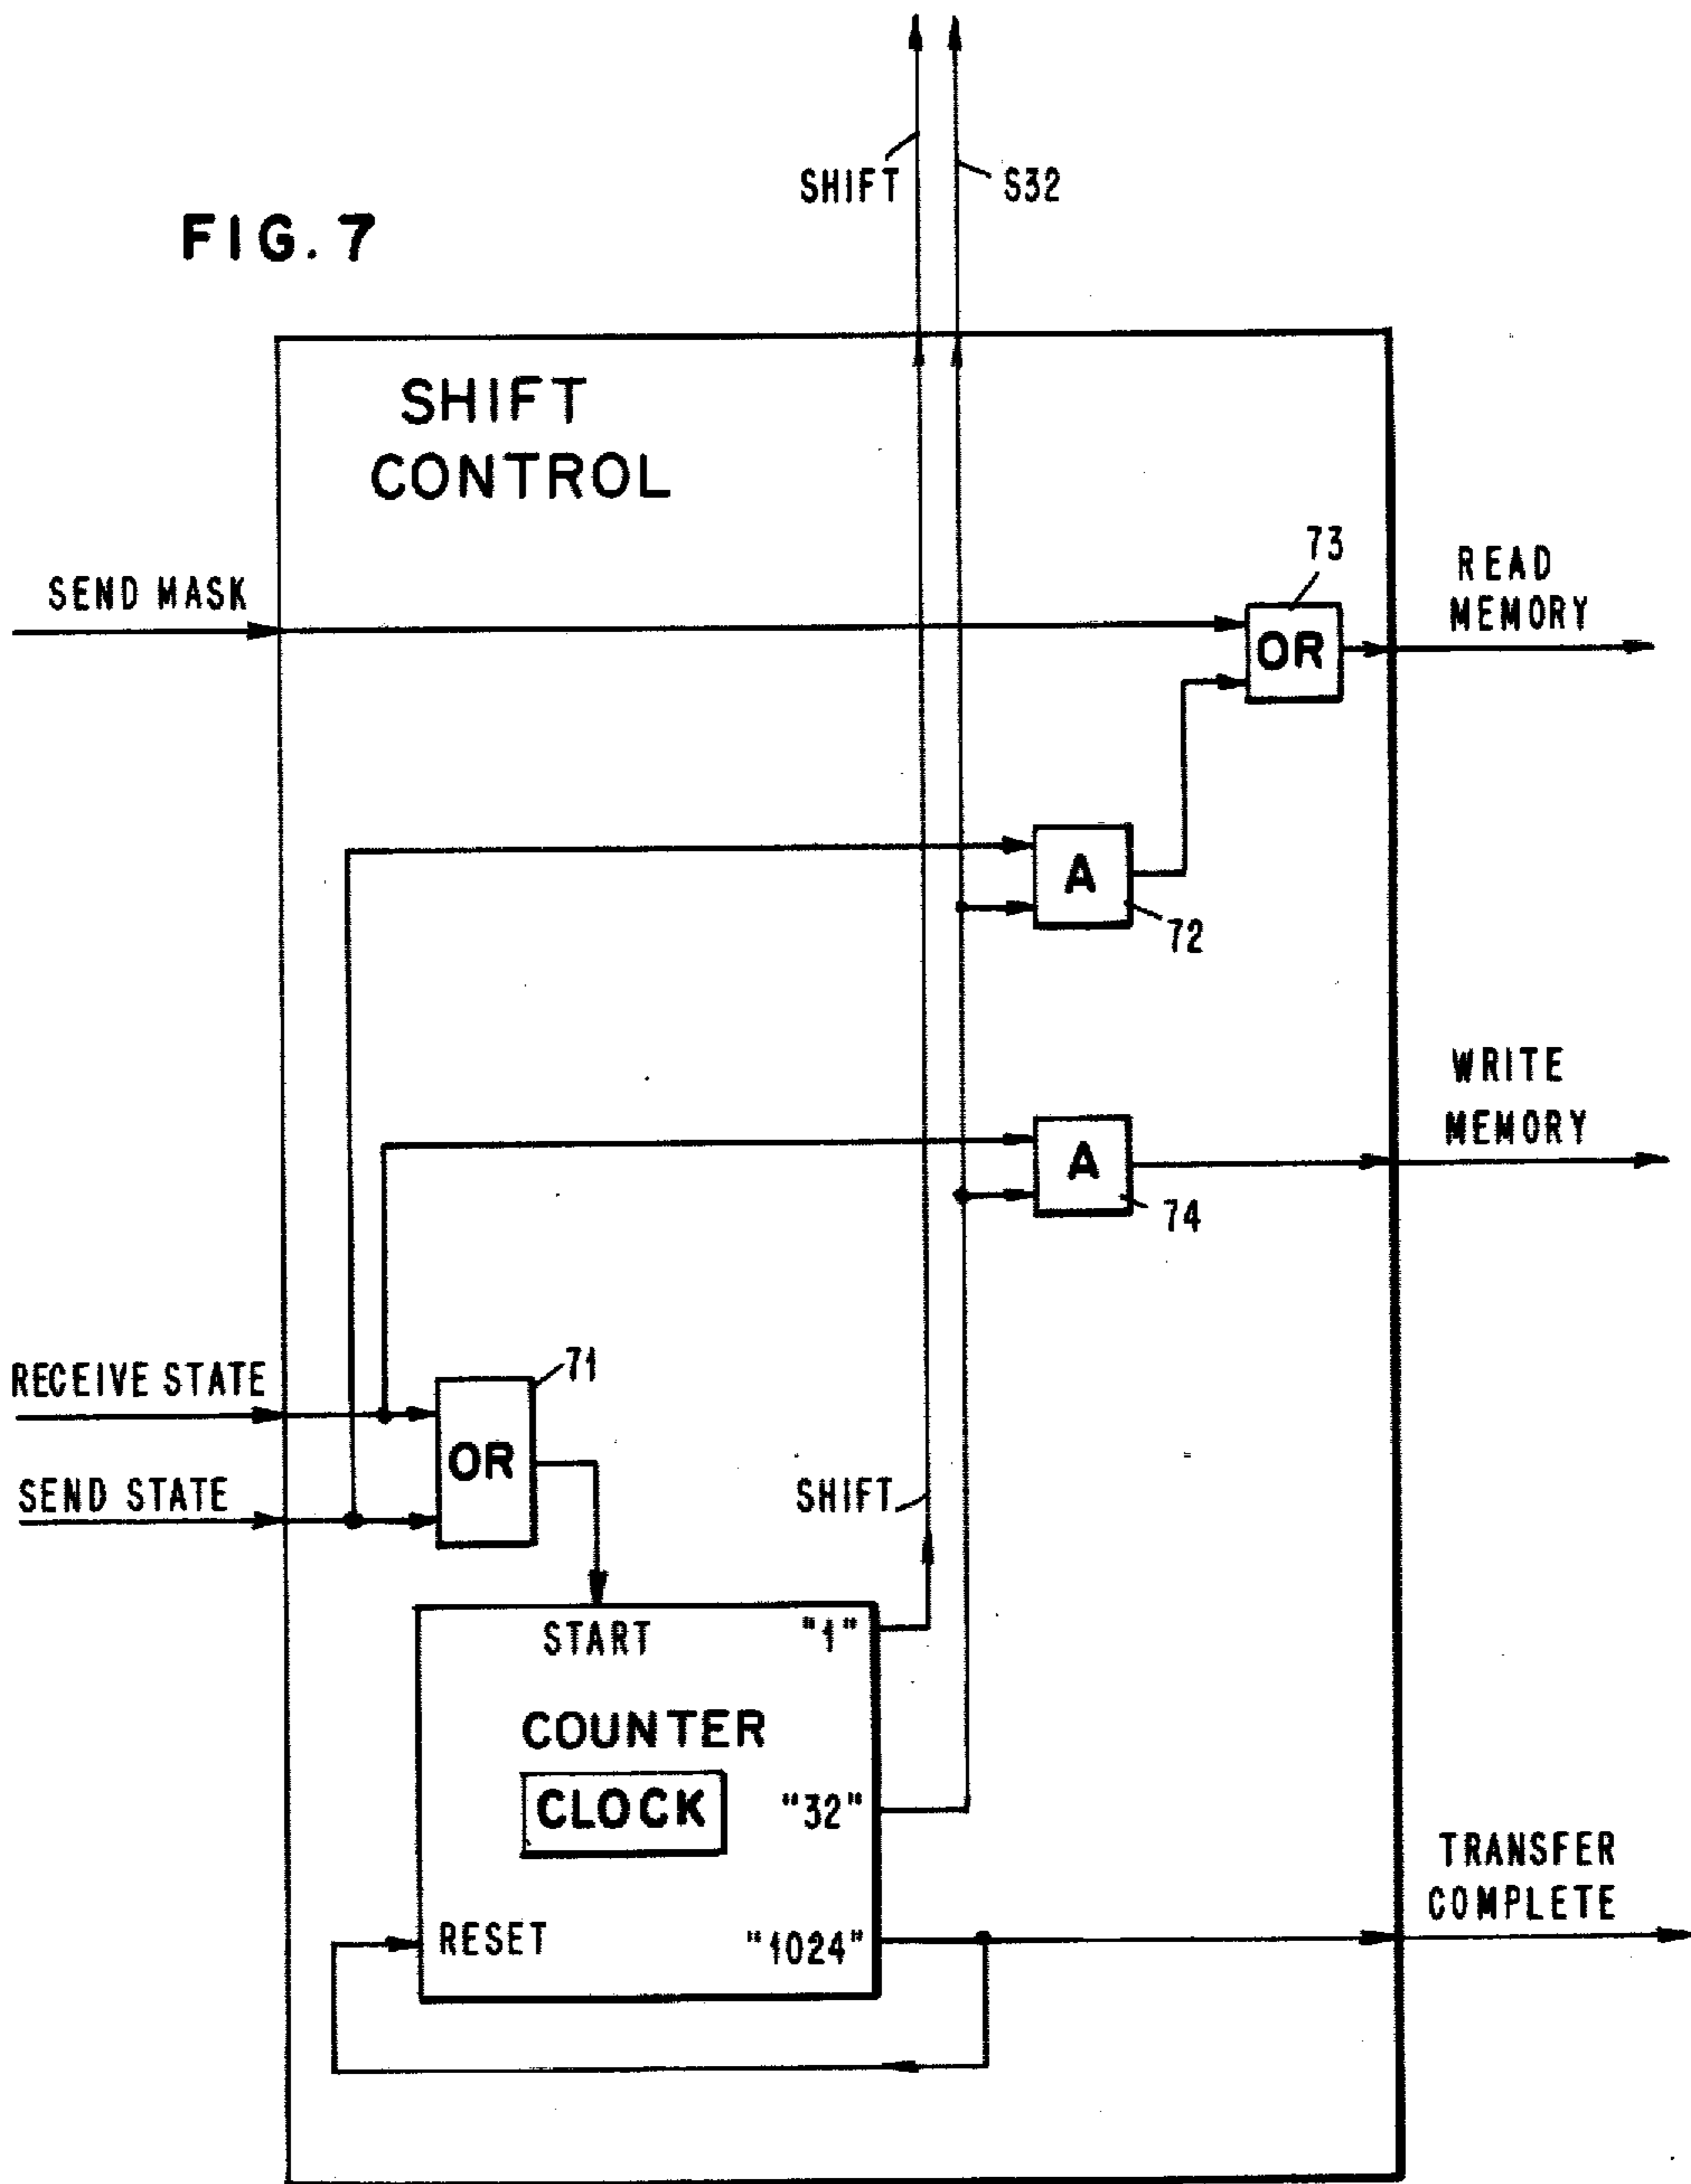 SHIFT
S32
FIG. 7
SHIFT
CONTROL
73
READ
MEMORY
SEND MASK
OR
A
72
WRITE
MEMORY
A
74
RECEIVE STATE
71
OR
SEND STATE
SHIFT
START
"1"
COUNTER
CLOCK
"32"
TRANSFER
COMPLETE
RESET
"1024"